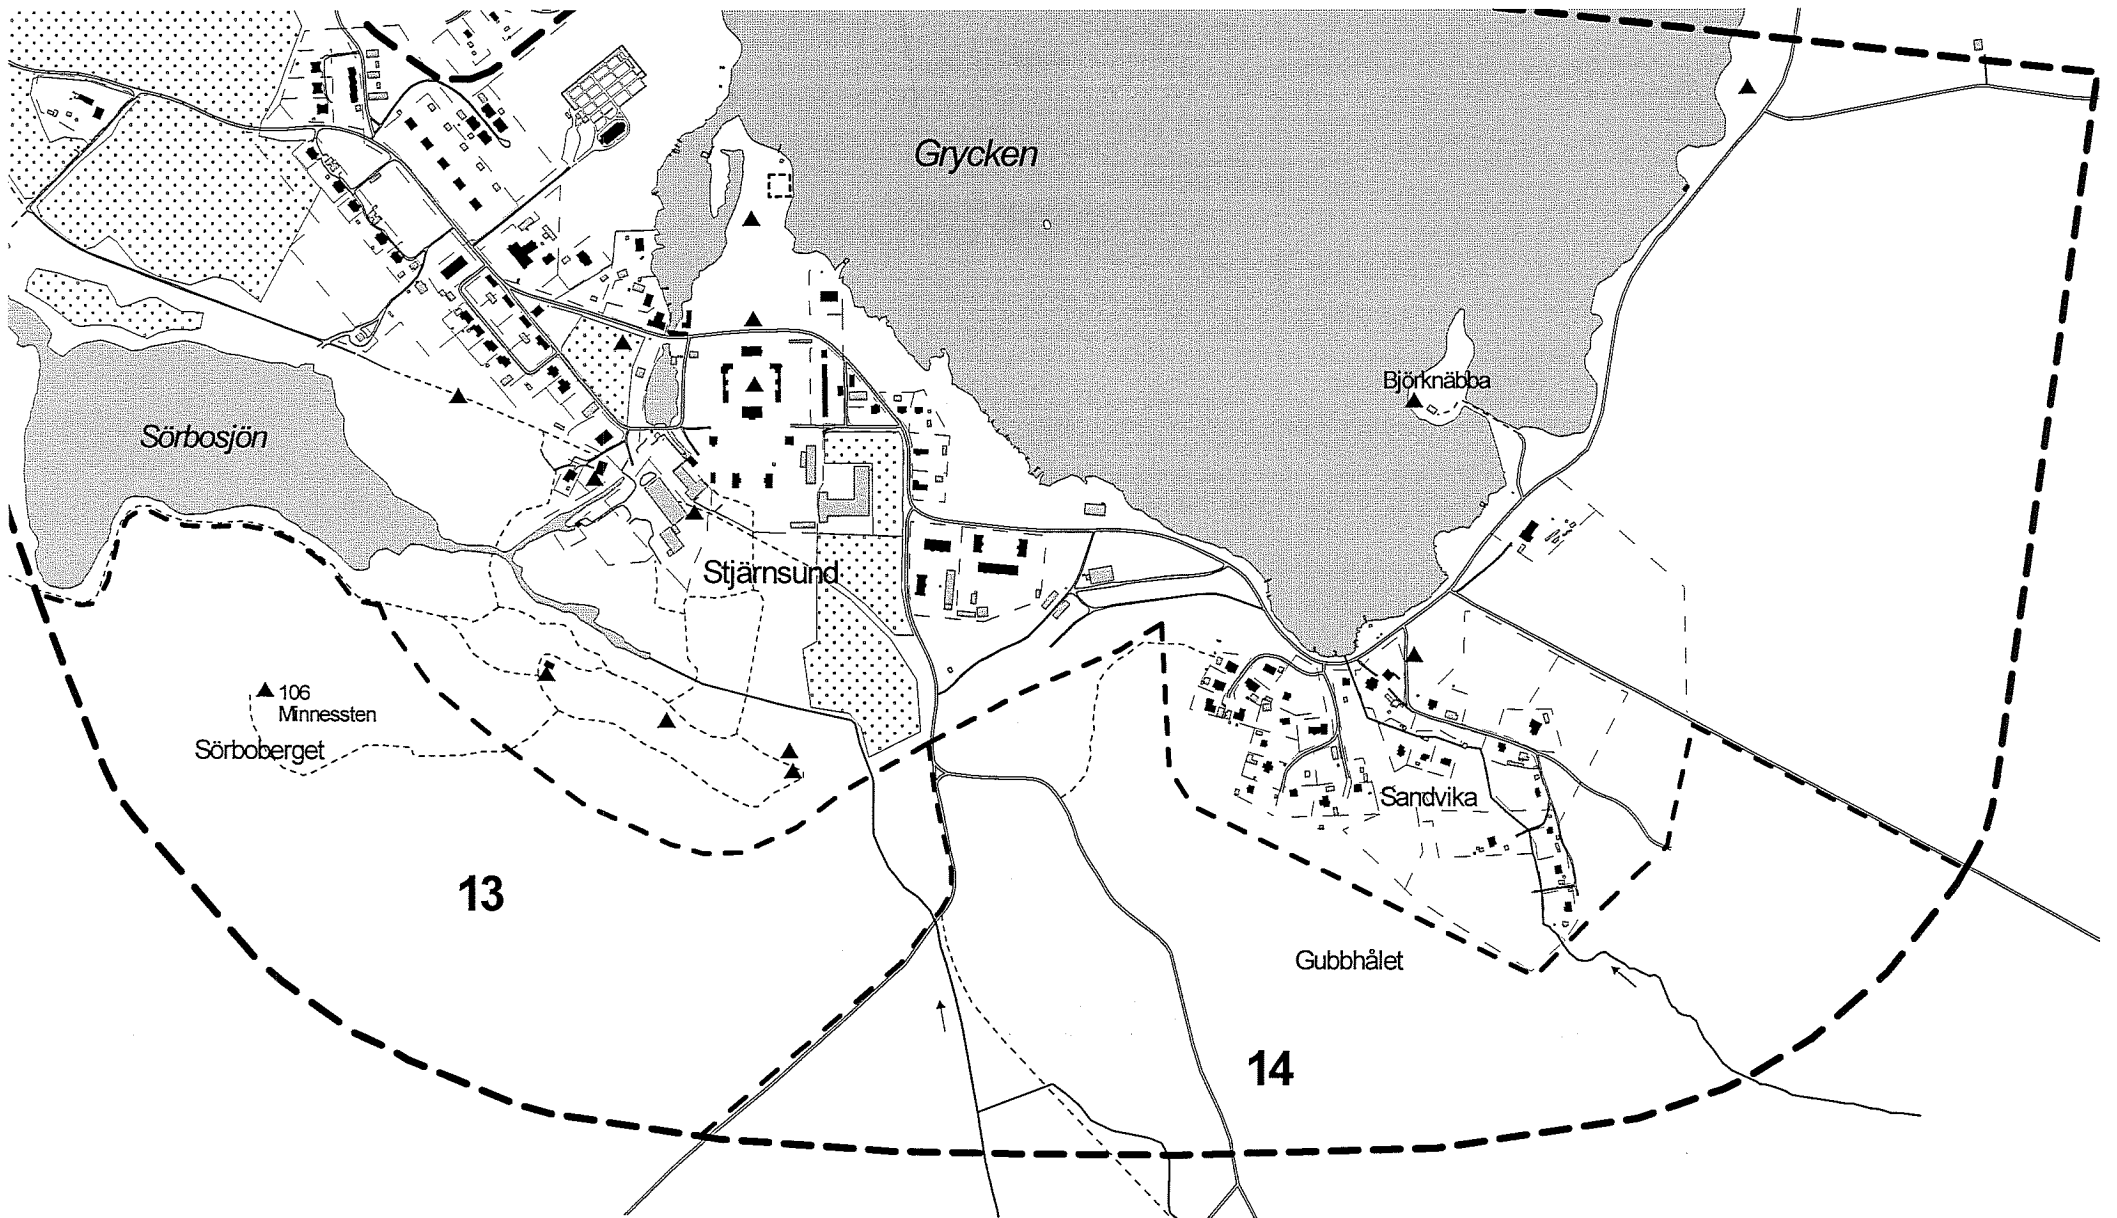 Grycken
Björknäbba
Sörbosjön
Stjärnsund
106
Minnessten
Sörboberget
Sandvika
13
Gubbhålet
14